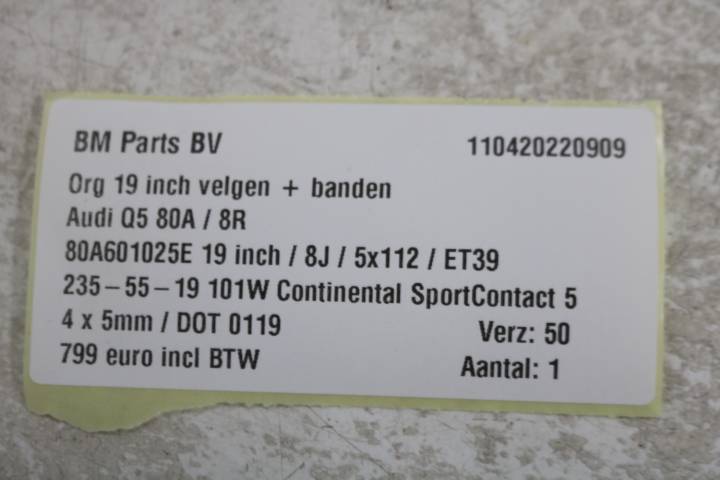 BM Parts BV 110420220909
Org 19 inch velgen + banden
Audi Q5 80A / 8R
80A601025E 19 inch / 8J / 5x112 / ET39
235-55-19 101W Continental SportContact 5
4 x 5mm / DOT 0119 Verz: 50
799 euro incl BTW Aantal: 1